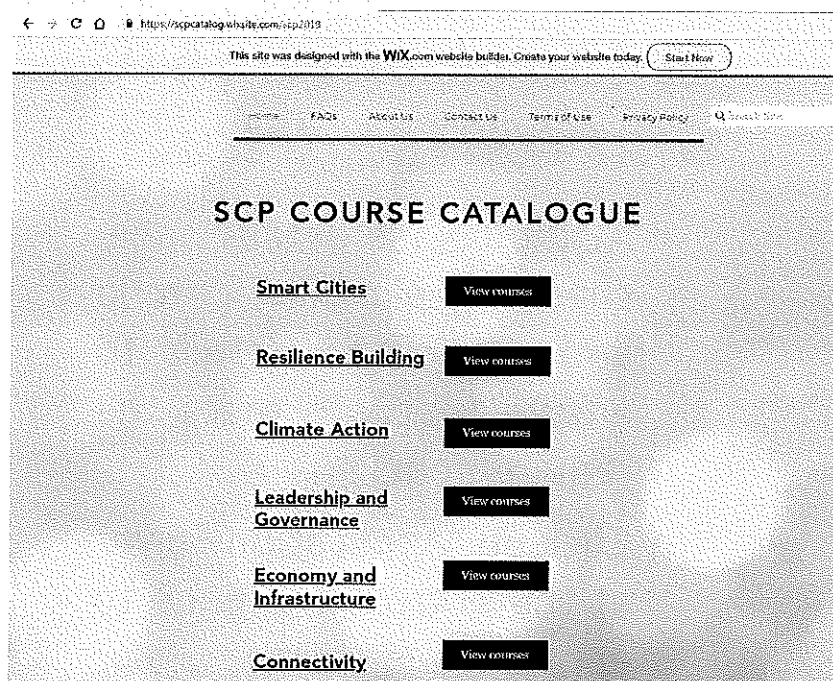 https://scpcatalog.wixsite.com/scp2019
This site was designed with the WiX.com website builder. Create your website today. Start Now
Home FAQs About Us Contact Us Terms of Use Privacy Policy Search Site
SCP COURSE CATALOGUE
Smart Cities View courses
Resilience Building View courses
Climate Action View courses
Leadership and View courses
Governance
Economy and View courses
Infrastructure
Connectivity View courses